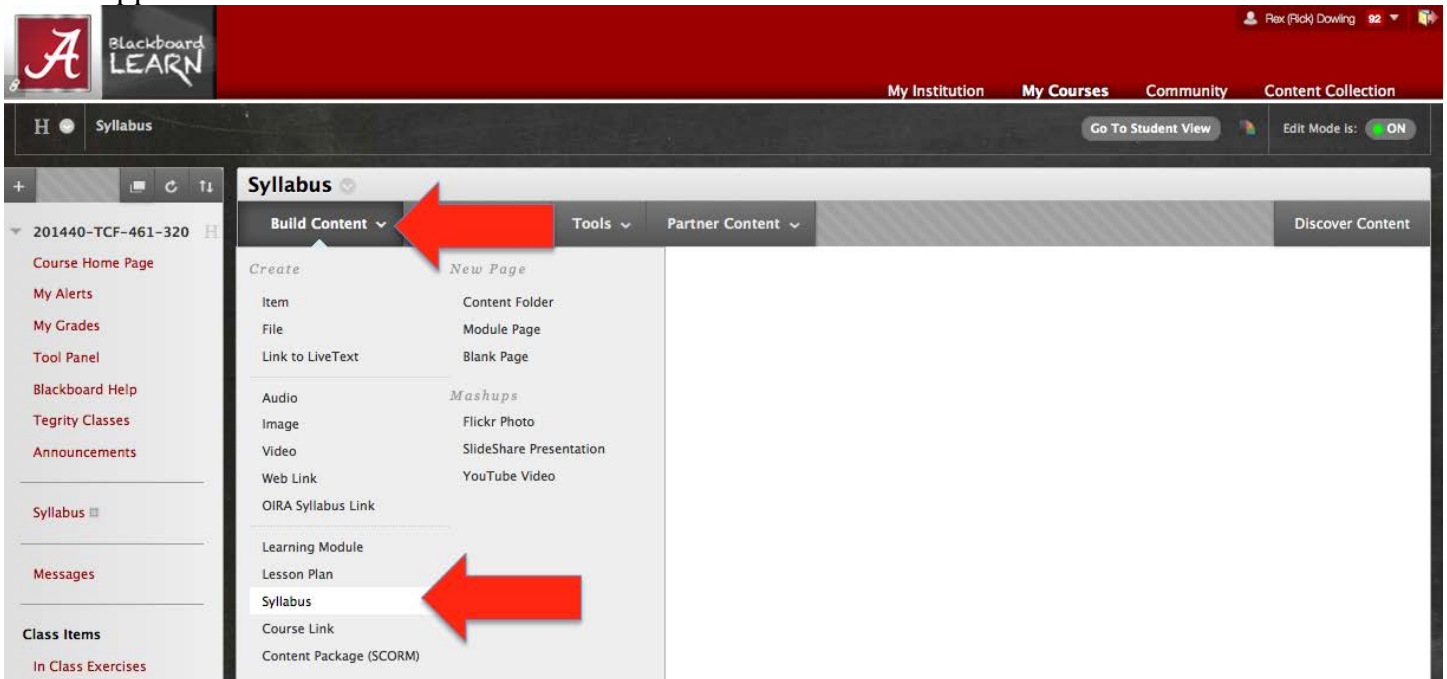 Blackboard
LEARN
Rex (Rick) Dowling 92
My Institution My Courses Community Content Collection
H Syllabus Go To Student View Edit Mode is: ON
Syllabus
Build Content Tools Partner Content Discover Content
201440-TCF-461-320 H
Course Home Page
My Alerts
My Grades
Tool Panel
Blackboard Help
Tegrity Classes
Announcements
Syllabus
Messages
Class Items
In Class Exercises
Create
Item
File
Link to LiveText
Audio
Image
Video
Web Link
OIRA Syllabus Link
Learning Module
Lesson Plan
Syllabus
Course Link
Content Package (SCORM)
New Page
Content Folder
Module Page
Blank Page
Mashups
Flickr Photo
SlideShare Presentation
YouTube Video